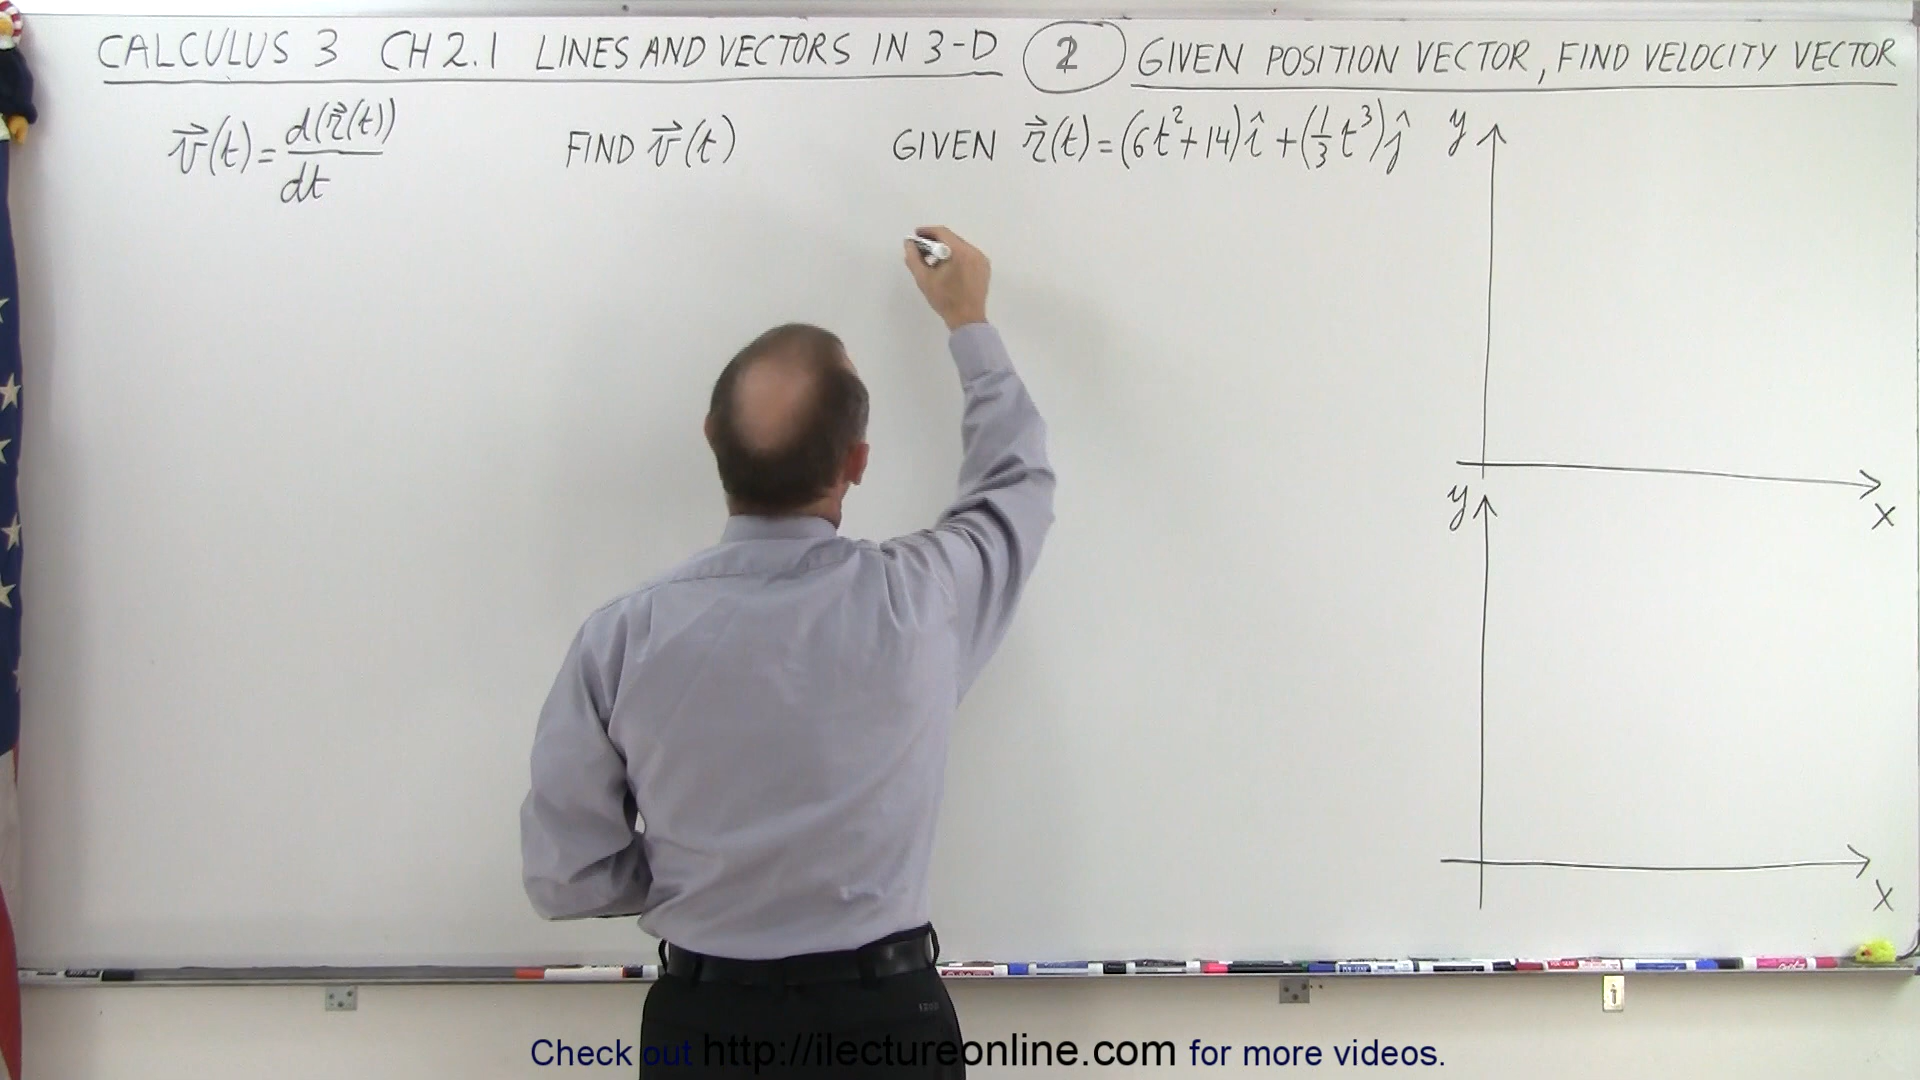 CALCULUS 3 CH 2.1 LINES AND VECTORS IN 3-D 2 GIVEN POSITION VECTOR, FIND VELOCITY VECTOR
v⃗(t) = d(r⃗(t))/dt FIND v⃗(t) GIVEN r⃗(t) = (6t²+14)î + (1/3 t³)ĵ
y
x
y
x
Check out http://ilectureonline.com for more videos.